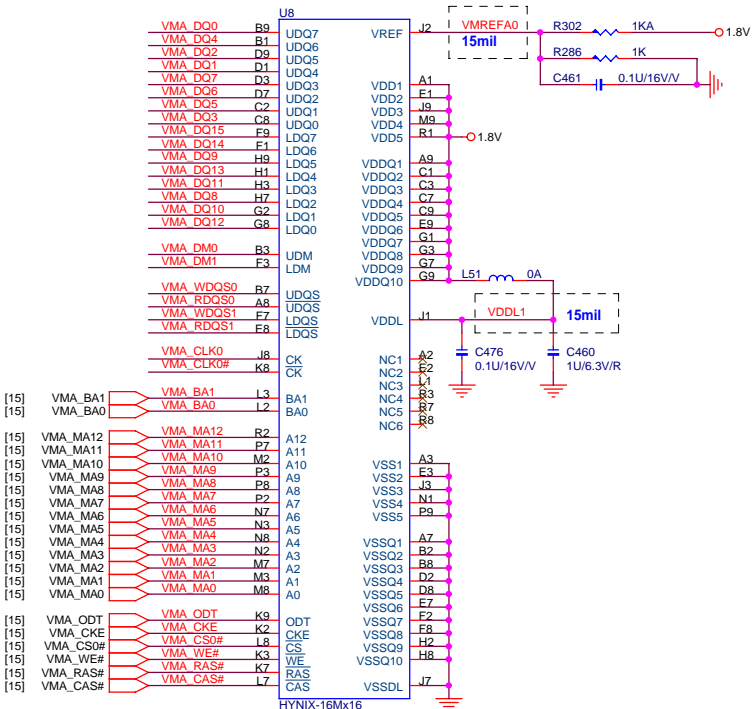 U8
VMA_DQ0 B9 UDQ7
VMA_DQ4 B1 UDQ6
VMA_DQ2 D9 UDQ5
VMA_DQ1 D1 UDQ4
VMA_DQ7 D3 UDQ3
VMA_DQ6 D7 UDQ2
VMA_DQ5 C2 UDQ1
VMA_DQ3 C8 UDQ0
VMA_DQ15 F9 LDQ7
VMA_DQ14 F1 LDQ6
VMA_DQ9 H9 LDQ5
VMA_DQ13 H1 LDQ4
VMA_DQ11 H3 LDQ3
VMA_DQ8 H7 LDQ2
VMA_DQ10 G2 LDQ1
VMA_DQ12 G8 LDQ0
VMA_DM0 B3 UDM
VMA_DM1 F3 LDM
VMA_WDQS0 B7 UDQS
VMA_RDQS0 A8 UDQS
VMA_WDQS1 F7 LDQS
VMA_RDQS1 E8 LDQS
VMA_CLK0 J8 CK
VMA_CLK0# K8 CK
[15] VMA_BA1 VMA_BA1 L3 BA1
[15] VMA_BA0 VMA_BA0 L2 BA0
[15] VMA_MA12 VMA_MA12 R2 A12
[15] VMA_MA11 VMA_MA11 P7 A11
[15] VMA_MA10 VMA_MA10 M2 A10
[15] VMA_MA9 VMA_MA9 P3 A9
[15] VMA_MA8 VMA_MA8 P8 A8
[15] VMA_MA7 VMA_MA7 P2 A7
[15] VMA_MA6 VMA_MA6 N7 A6
[15] VMA_MA5 VMA_MA5 N3 A5
[15] VMA_MA4 VMA_MA4 N8 A4
[15] VMA_MA3 VMA_MA3 N2 A3
[15] VMA_MA2 VMA_MA2 M7 A2
[15] VMA_MA1 VMA_MA1 M3 A1
[15] VMA_MA0 VMA_MA0 M8 A0
[15] VMA_ODT VMA_ODT K9 ODT
[15] VMA_CKE VMA_CKE K2 CKE
[15] VMA_CS0# VMA_CS0# L8 CS
[15] VMA_WE# VMA_WE# K3 WE
[15] VMA_RAS# VMA_RAS# K7 RAS
[15] VMA_CAS# VMA_CAS# L7 CAS
VREF J2 VMREFA0
15mil
R302 1KA
1.8V
R286 1K
C461 0.1U/16V/V
VDD1 A1
VDD2 E1
VDD3 J9
VDD4 M9
VDD5 R1
1.8V
VDDQ1 A9
VDDQ2 C1
VDDQ3 C3
VDDQ4 C7
VDDQ5 C9
VDDQ6 E9
VDDQ7 G1
VDDQ8 G3
VDDQ9 G7
VDDQ10 G9
L51 0A
VDDL J1 VDDL1
15mil
C476
0.1U/16V/V
C460
1U/6.3V/R
NC1 A2
NC2 E2
NC3 L1
NC4 R3
NC5 R7
NC6 R8
VSS1 A3
VSS2 E3
VSS3 J3
VSS4 N1
VSS5 P9
VSSQ1 A7
VSSQ2 B2
VSSQ3 B8
VSSQ4 D2
VSSQ5 D8
VSSQ6 E7
VSSQ7 F2
VSSQ8 F8
VSSQ9 H2
VSSQ10 H8
VSSDL J7
HYNIX-16Mx16